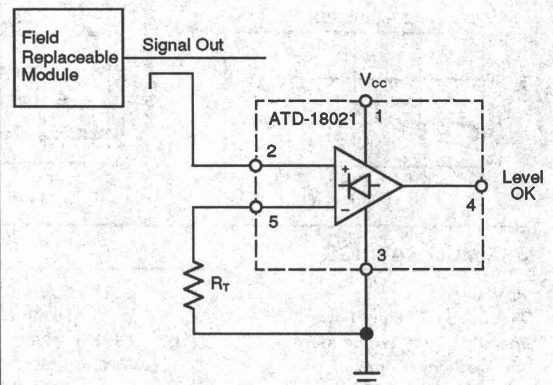 Field
Replaceable
Module
Signal Out
VCC
ATD-18021
1
2
+
Level
OK
4
5
−
3
RT